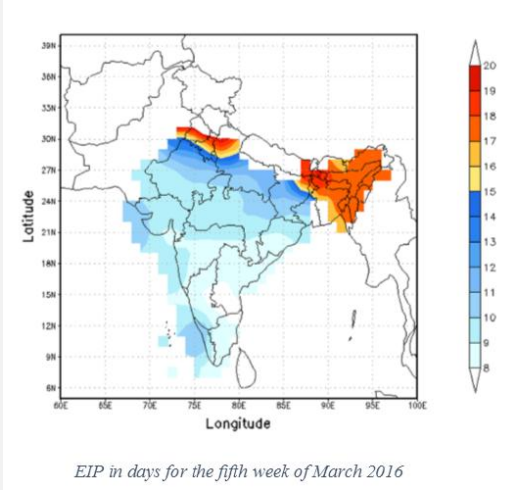 39N
36N
33N
30N
27N
24N
21N
18N
15N
12N
9N
6N
Latitude
60E 65E 70E 75E 80E 85E 90E 95E 100E
Longitude
20
19
18
17
16
15
14
13
12
11
10
9
8
EIP in days for the fifth week of March 2016